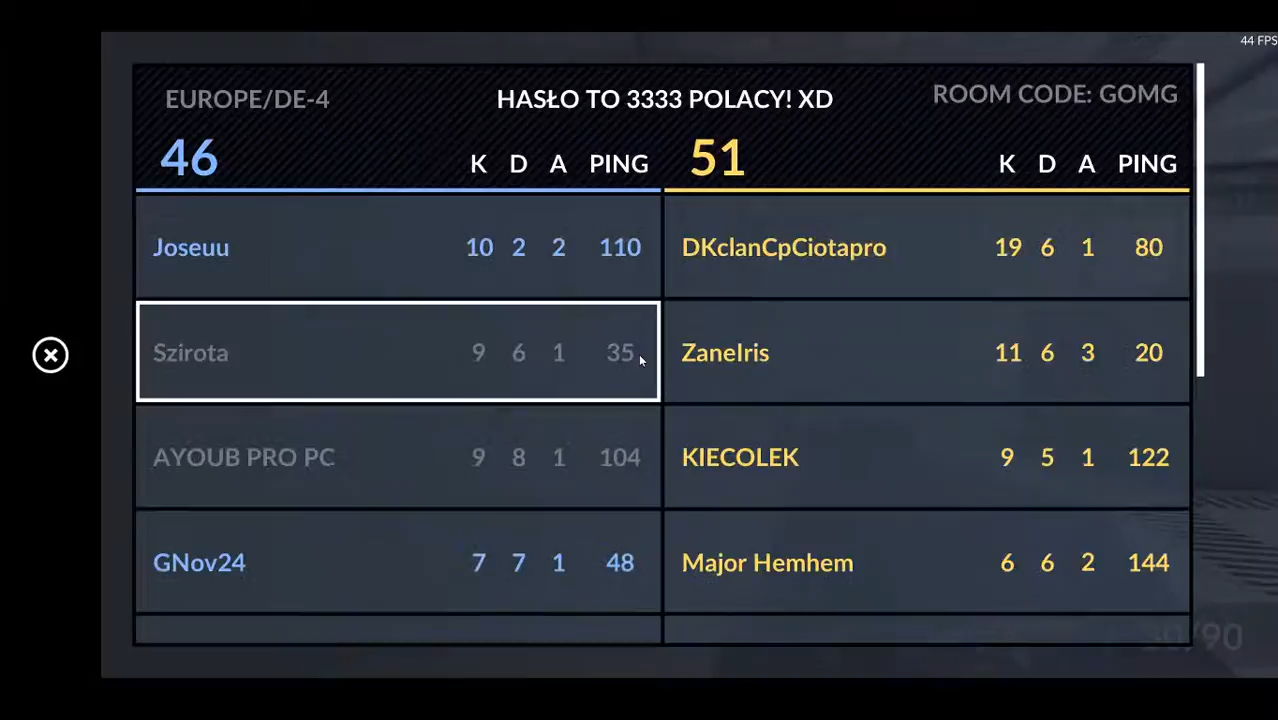 44 FPS
EUROPE/DE-4 HASŁO TO 3333 POLACY! XD ROOM CODE: GOMG
46 K D A PING 51 K D A PING
Joseuu 10 2 2 110 DKclanCpCiotapro 19 6 1 80
Szirota 9 6 1 35 ZaneIris 11 6 3 20
AYOUB PRO PC 9 8 1 104 KIECOLEK 9 5 1 122
GNov24 7 7 1 48 Major Hemhem 6 6 2 144
30/90